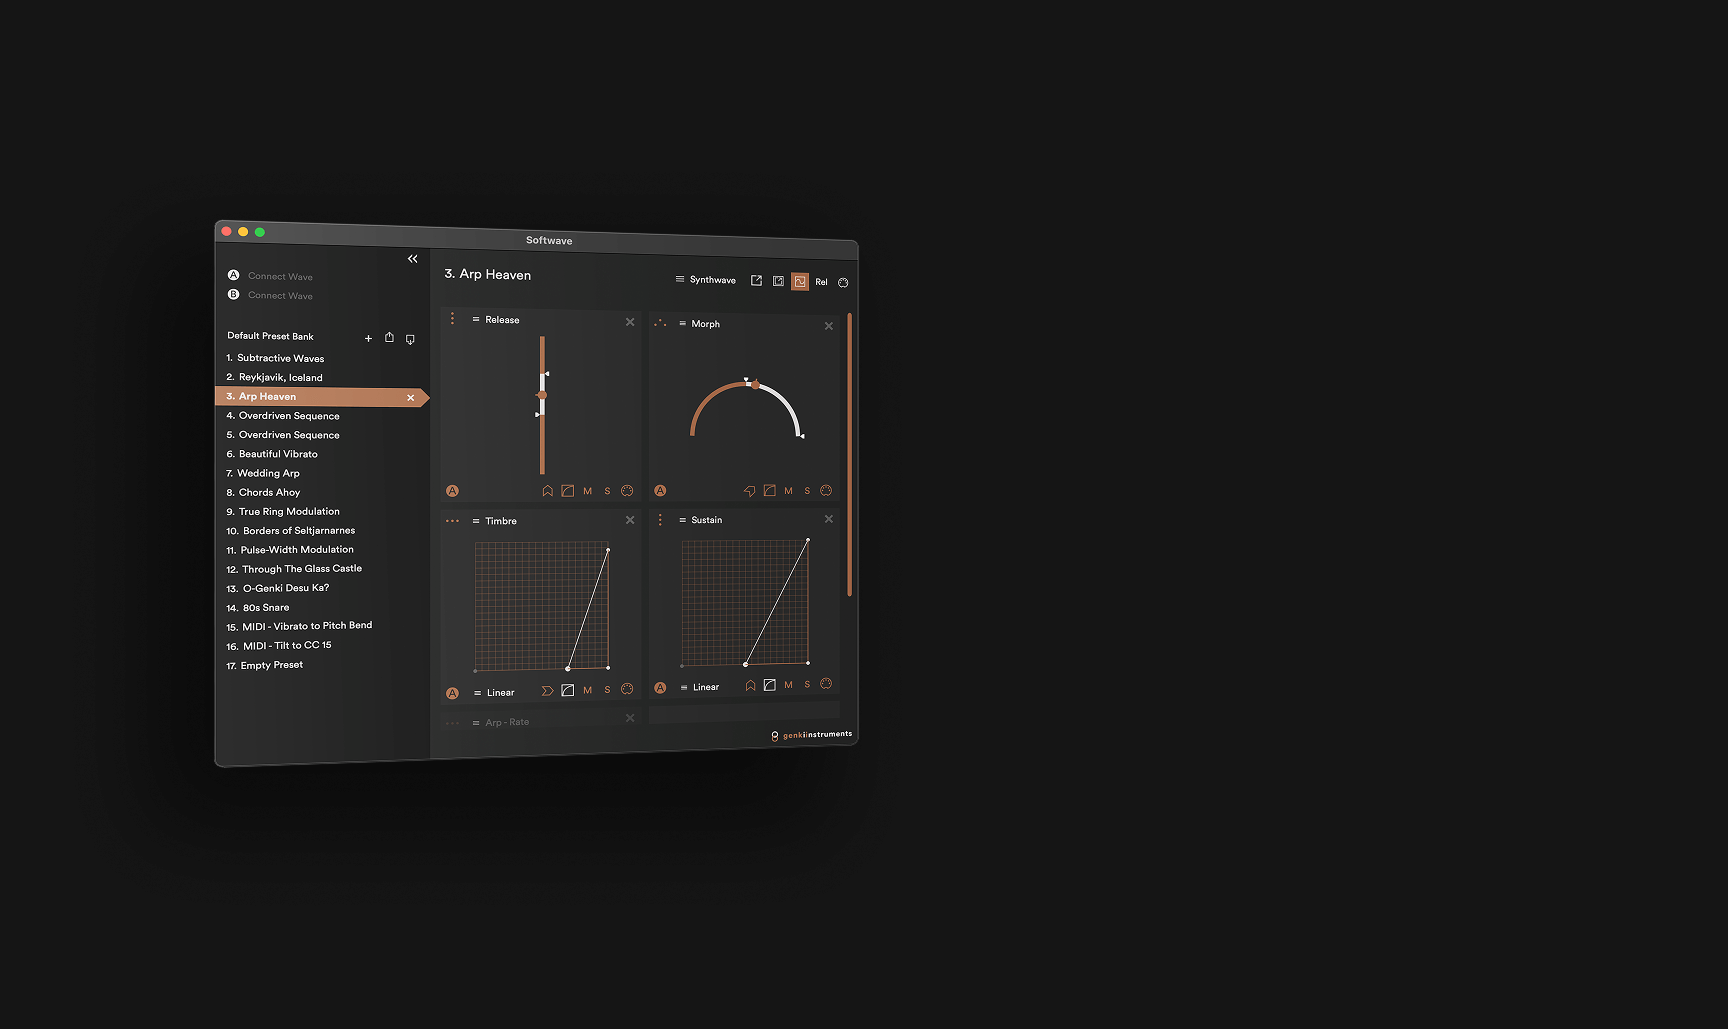 Softwave
A Connect Wave
B Connect Wave
Default Preset Bank
1. Subtractive Waves
2. Reykjavik, Iceland
3. Arp Heaven
4. Overdriven Sequence
5. Overdriven Sequence
6. Beautiful Vibrato
7. Wedding Arp
8. Chords Ahoy
9. True Ring Modulation
10. Borders of Seltjarnarnes
11. Pulse-Width Modulation
12. Through The Glass Castle
13. O-Genki Desu Ka?
14. 80s Snare
15. MIDI - Vibrato to Pitch Bend
16. MIDI - Tilt to CC 15
17. Empty Preset
3. Arp Heaven
Synthwave Rel
Release
A M S
Morph
A M S
Timbre
A Linear M S
Sustain
A Linear M S
Arp - Rate
genkiinstruments